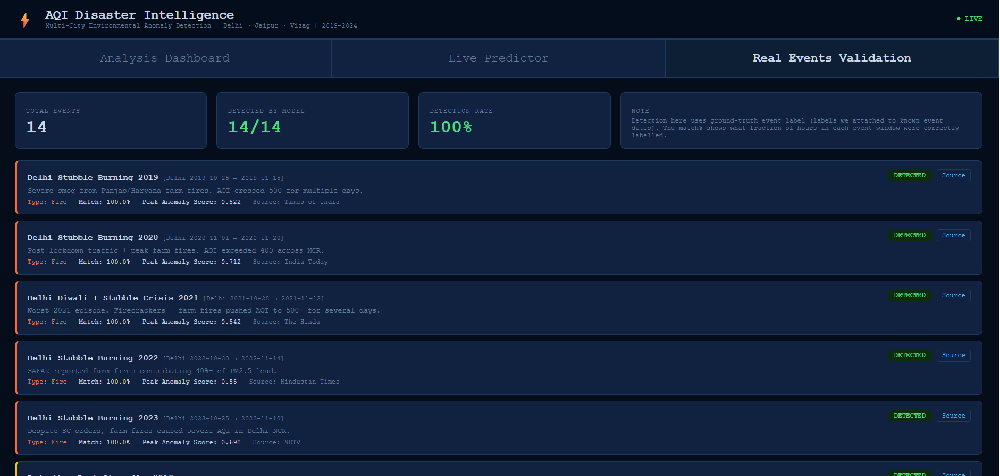 AQI Disaster Intelligence
Multi-City Environmental Anomaly Detection | Delhi · Jaipur · Vizag | 2019-2024
● LIVE
Analysis Dashboard
Live Predictor
Real Events Validation
TOTAL EVENTS
14
DETECTED BY MODEL
14/14
DETECTION RATE
100%
NOTE
Detection here uses ground-truth event_label (labels we attached to known event
dates). The match% shows what fraction of hours in each event window were correctly
labelled.
Delhi Stubble Burning 2019 [Delhi 2019-10-25 → 2019-11-15]
DETECTED Source
Severe smog from Punjab/Haryana farm fires. AQI crossed 500 for multiple days.
Type: Fire Match: 100.0% Peak Anomaly Score: 0.522 Source: Times of India
Delhi Stubble Burning 2020 [Delhi 2020-11-01 → 2020-11-20]
DETECTED Source
Post-lockdown traffic + peak farm fires. AQI exceeded 400 across NCR.
Type: Fire Match: 100.0% Peak Anomaly Score: 0.712 Source: India Today
Delhi Diwali + Stubble Crisis 2021 [Delhi 2021-10-28 → 2021-11-12]
DETECTED Source
Worst 2021 episode. Firecrackers + farm fires pushed AQI to 500+ for several days.
Type: Fire Match: 100.0% Peak Anomaly Score: 0.542 Source: The Hindu
Delhi Stubble Burning 2022 [Delhi 2022-10-30 → 2022-11-14]
DETECTED Source
SAFAR reported farm fires contributing 40%+ of PM2.5 load.
Type: Fire Match: 100.0% Peak Anomaly Score: 0.55 Source: Hindustan Times
Delhi Stubble Burning 2023 [Delhi 2023-10-25 → 2023-11-10]
DETECTED Source
Despite SC orders, farm fires caused severe AQI in Delhi NCR.
Type: Fire Match: 100.0% Peak Anomaly Score: 0.698 Source: NDTV
DETECTED Source